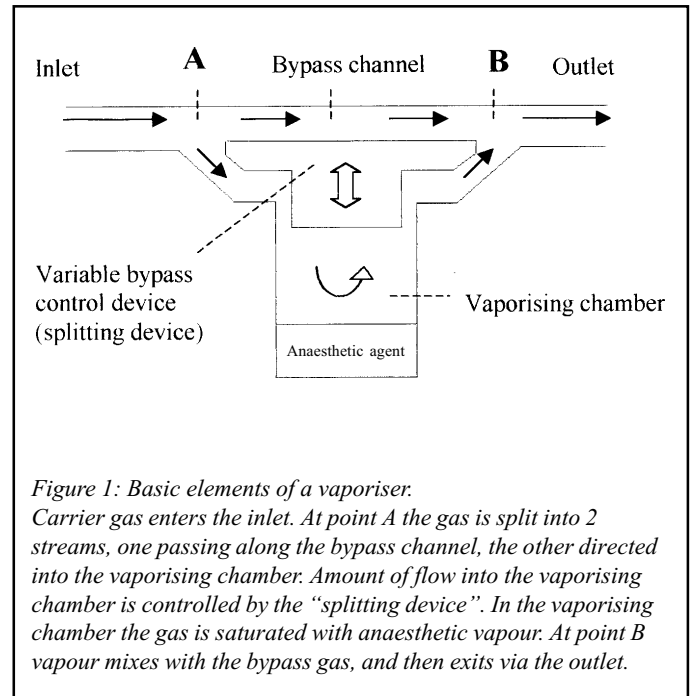 Inlet
A
Bypass channel
B
Outlet
Variable bypass
control device
(splitting device)
Vaporising chamber
Anaesthetic agent
Figure 1: Basic elements of a vaporiser.
Carrier gas enters the inlet. At point A the gas is split into 2
streams, one passing along the bypass channel, the other directed
into the vaporising chamber. Amount of flow into the vaporising
chamber is controlled by the “splitting device”. In the vaporising
chamber the gas is saturated with anaesthetic vapour. At point B
vapour mixes with the bypass gas, and then exits via the outlet.